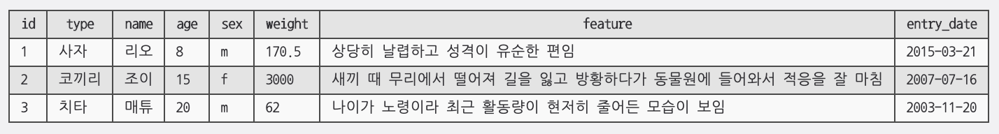 id type name age sex weight feature entry_date
1 사자 리오 8 m 170.5 상당히 날렵하고 성격이 유순한 편임 2015-03-21
2 코끼리 조이 15 f 3000 새끼 때 무리에서 떨어져 길을 잃고 방황하다가 동물원에 들어와서 적응을 잘 마침 2007-07-16
3 치타 매튜 20 m 62 나이가 노령이라 최근 활동량이 현저히 줄어든 모습이 보임 2003-11-20